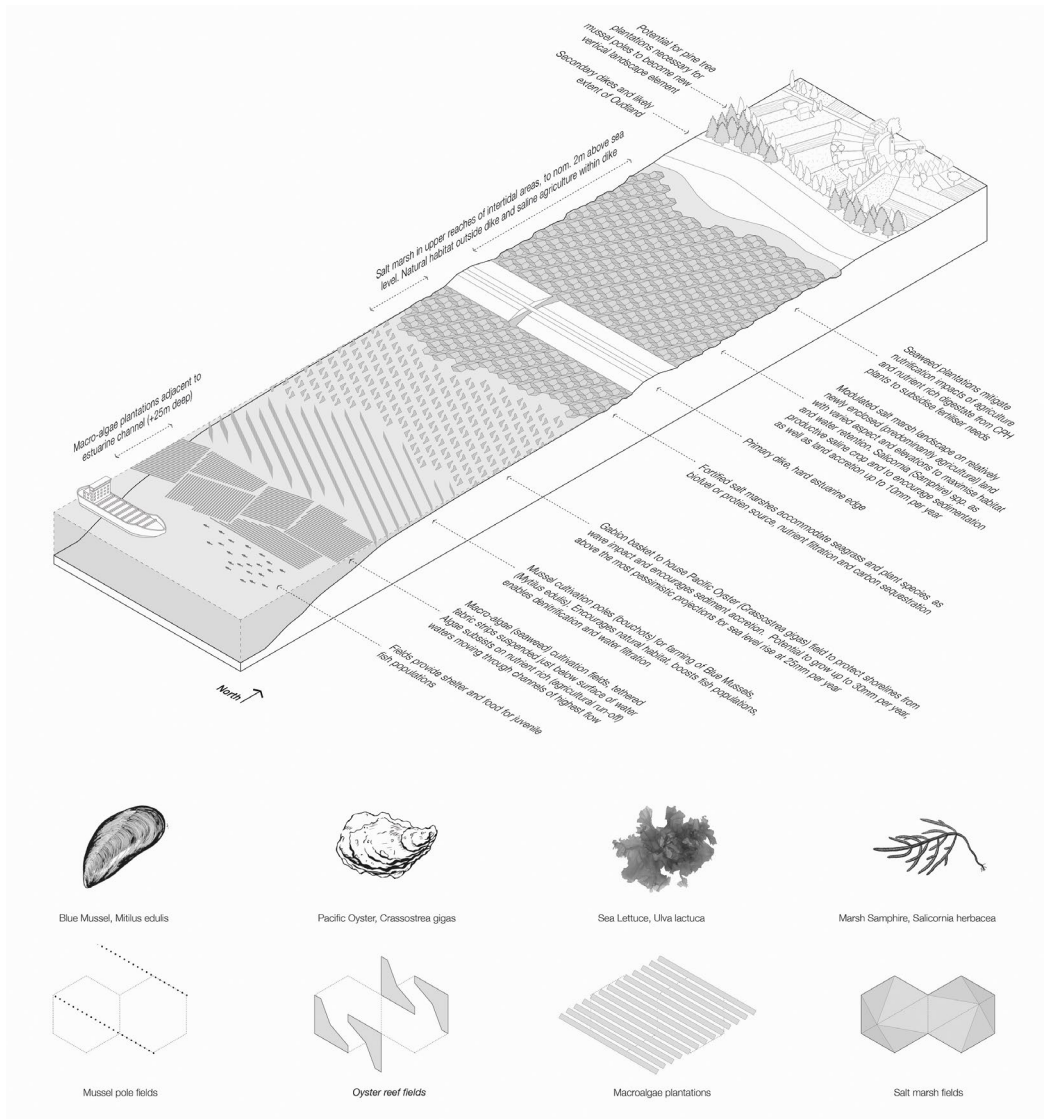 Potential for pine tree
plantations necessary for
mussel poles to become new
vertical landscape element
Secondary dikes and likely
extent of Oudland
Salt marsh in upper reaches of intertidal areas, to nom. 2m above sea
level. Natural habitat outside dike and saline agriculture within dike
Macro-algae plantations adjacent to
estuarine channel (+25m deep)
Seaweed plantations mitigate
nutrification impacts of agriculture
and nutrient rich digestate from CPH
plants to subsidise fertiliser needs
Modulated salt marsh landscape on relatively
newly enclosed (predominantly agricultural) land
with varied aspect and elevations to maximise habitat
and water retention. Salicornia (Samphire) spp. as
productive saline crop and to encourage sedimentation
as well as land accretion up to 10mm per year
Primary dike, hard estuarine edge
Fortified salt marshes accommodate seagrass and plant species as
biofuel or protien source, nutrient filtration and carbon sequestration
Gabion basket to house Pacific Oyster (Crassostrea gigas) field to protect shorelines from
wave impact and encourages sediment accretion. Potential to grow up to 30mm per year,
above the most pessimistic projections for sea level rise at 25mm per year
Mussel cultivation poles (bouchots) for farming of Blue Mussels,
(Mytilus edulis). Encourages natural habitat, boosts fish populations,
enables denitrification and water filtration
Macro-algae (seaweed) cultivation fields, tethered
fabric strips suspended just below surface of water
Algae subsists on nutrient rich (agricultural run-off)
waters moving through channels of highest flow
Fields provide shelter and food for juvenile
fish populations
North
Blue Mussel, Mitilus edulis
Pacific Oyster, Crassostrea gigas
Sea Lettuce, Ulva lactuca
Marsh Samphire, Salicornia herbacea
Mussel pole fields
Oyster reef fields
Macroalgae plantations
Salt marsh fields